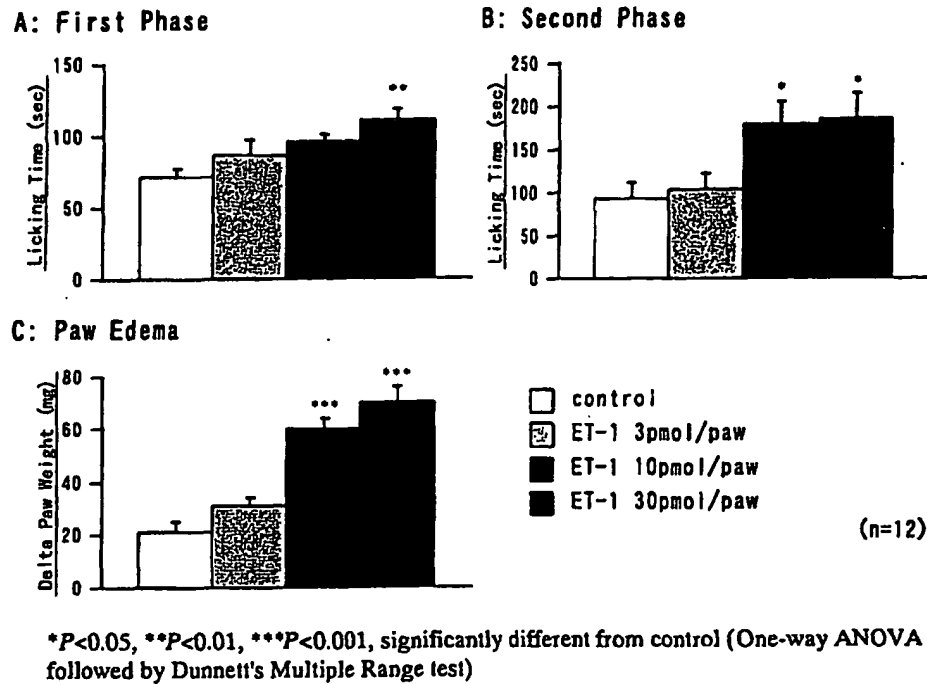 A: First Phase
B: Second Phase
Licking Time (sec)
150
100
50
0
**
Licking Time (sec)
250
200
150
100
50
0
*
*
C: Paw Edema
Delta Paw Weight (mg)
80
60
40
20
0
***
***
control
ET-1 3pmol/paw
ET-1 10pmol/paw
ET-1 30pmol/paw
(n=12)
*P<0.05, **P<0.01, ***P<0.001, significantly different from control (One-way ANOVA
followed by Dunnett's Multiple Range test)